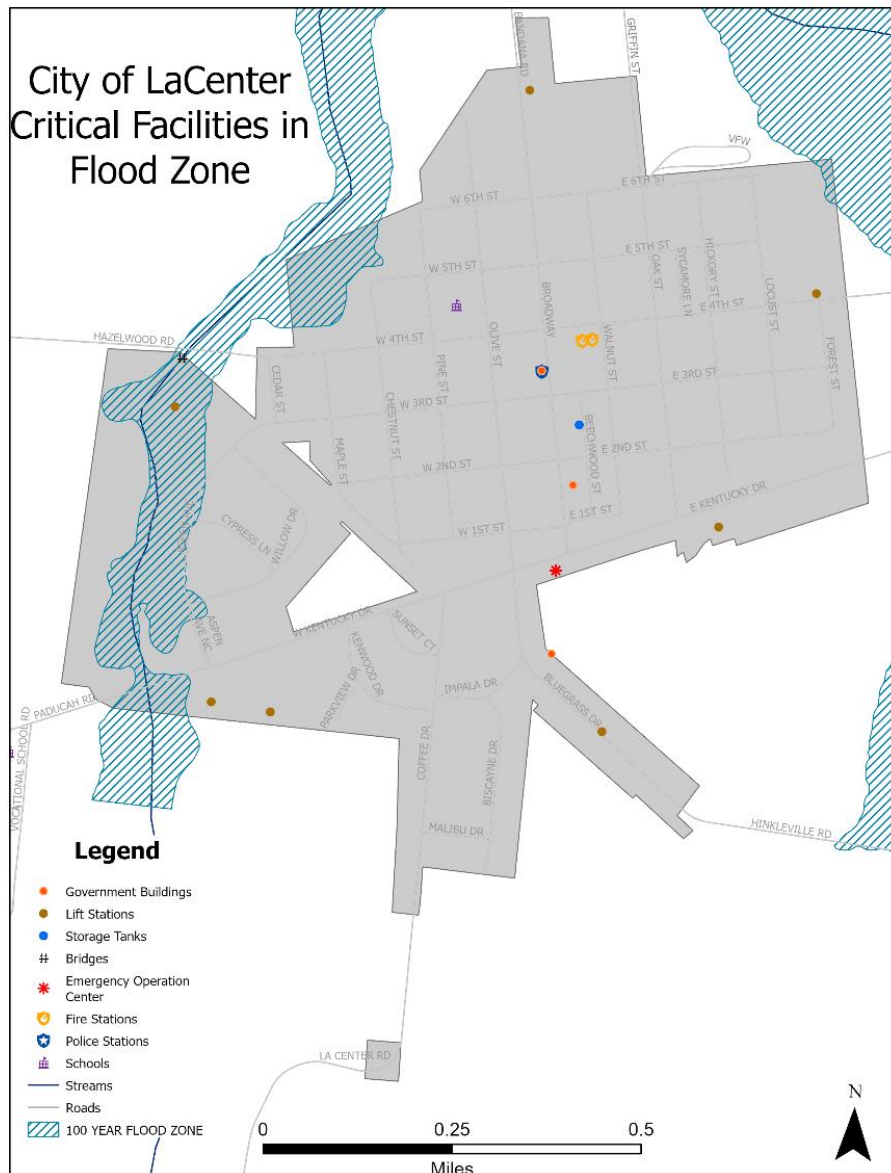 City of LaCenter
Critical Facilities in
Flood Zone
BANDANA RD
GRIFFIN ST
VFW
W 6TH ST
E 6TH ST
W 5TH ST
E 5TH ST
BROADWAY
OAK ST
SYCAMORE LN
HICKORY ST
LOCUST ST
HAZELWOOD RD
W 4TH ST
E 4TH ST
OLIVE ST
WALNUT ST
PINE ST
FOREST ST
CEDAR ST
CHESTNUT ST
W 3RD ST
E 3RD ST
MAPLE ST
W 2ND ST
BEECHWOOD ST
E 2ND ST
CYPRESS LN
WILLOW DR
W 1ST ST
E 1ST ST
E KENTUCKY DR
ASPEN
AVE NC
W KENTUCKY DR
SUNSET CT
KENWOOD DR
PARKVIEW DR
IMPALA DR
BLUEGRASS DR
PADUCAH RD
VOCATIONAL SCHOOL RD
COFFEE DR
BISCAYNE DR
MALIBU DR
HINKLEVILLE RD
LA CENTER RD
Legend
Government Buildings
Lift Stations
Storage Tanks
Bridges
Emergency Operation
Center
Fire Stations
Police Stations
Schools
Streams
Roads
100 YEAR FLOOD ZONE
0 0.25 0.5
Miles
N